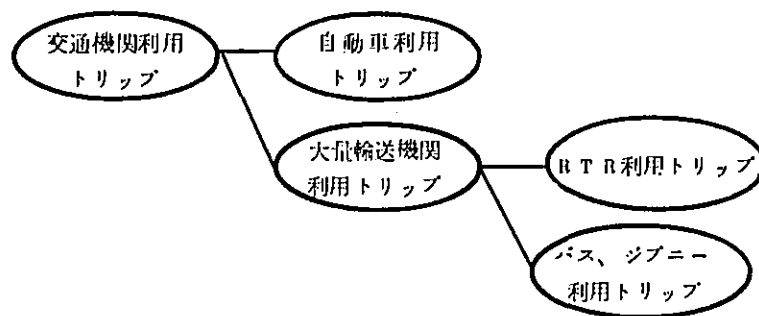 交通機関利用
トリップ
自動車利用
トリップ
大量輸送機関
利用トリップ
RTR利用トリップ
バス、ジプニー
利用トリップ